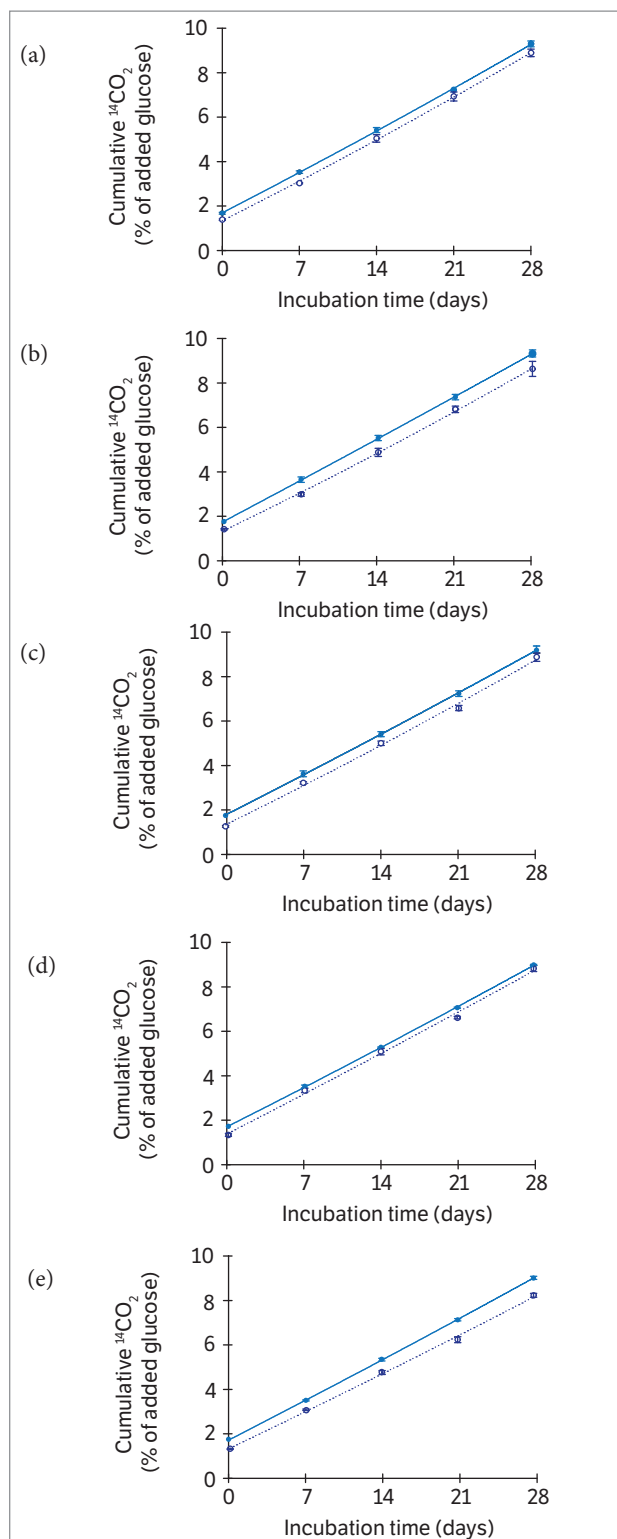 (a)
Cumulative ¹⁴CO₂
(% of added glucose)
10
8
6
4
2
0
0 7 14 21 28
Incubation time (days)
(b)
Cumulative ¹⁴CO₂
(% of added glucose)
10
8
6
4
2
0
0 7 14 21 28
Incubation time (days)
(c)
Cumulative ¹⁴CO₂
(% of added glucose)
10
8
6
4
2
0
0 7 14 21 28
Incubation time (days)
(d)
Cumulative ¹⁴CO₂
(% of added glucose)
10
8
6
4
2
0
0 7 14 21 28
Incubation time (days)
(e)
Cumulative ¹⁴CO₂
(% of added glucose)
10
8
6
4
2
0
0 7 14 21 28
Incubation time (days)